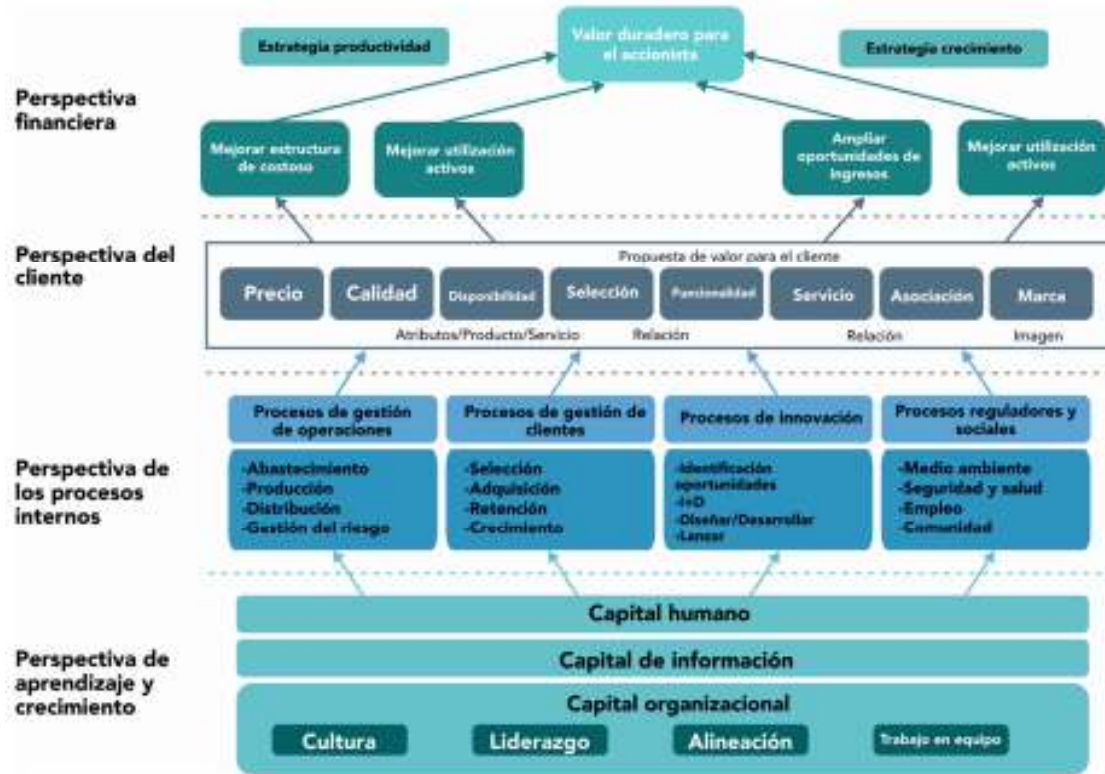 Estrategia productividad
Valor duradero para
el accionista
Estrategia crecimiento
Perspectiva
financiera
Mejorar estructura
de costoso
Mejorar utilización
activos
Ampliar
oportunidades de
ingresos
Mejorar utilización
activos
Perspectiva del
cliente
Propuesta de valor para el cliente
Precio
Calidad
Disponibilidad
Selección
Funcionalidad
Servicio
Asociación
Marca
Atributos/Producto/Servicio
Relación
Relación
Imagen
Perspectiva de
los procesos
internos
Procesos de gestión
de operaciones
-Abastecimiento
-Producción
-Distribución
-Gestión del riesgo
Procesos de gestión de
clientes
-Selección
-Adquisición
-Retención
-Crecimiento
Procesos de innovación
-Identificación
oportunidades
-I+D
-Diseñar/Desarrollar
-Lanzar
Procesos reguladores y
sociales
-Medio ambiente
-Seguridad y salud
-Empleo
-Comunidad
Perspectiva de
aprendizaje y
crecimiento
Capital humano
Capital de información
Capital organizacional
Cultura
Liderazgo
Alineación
Trabajo en equipo